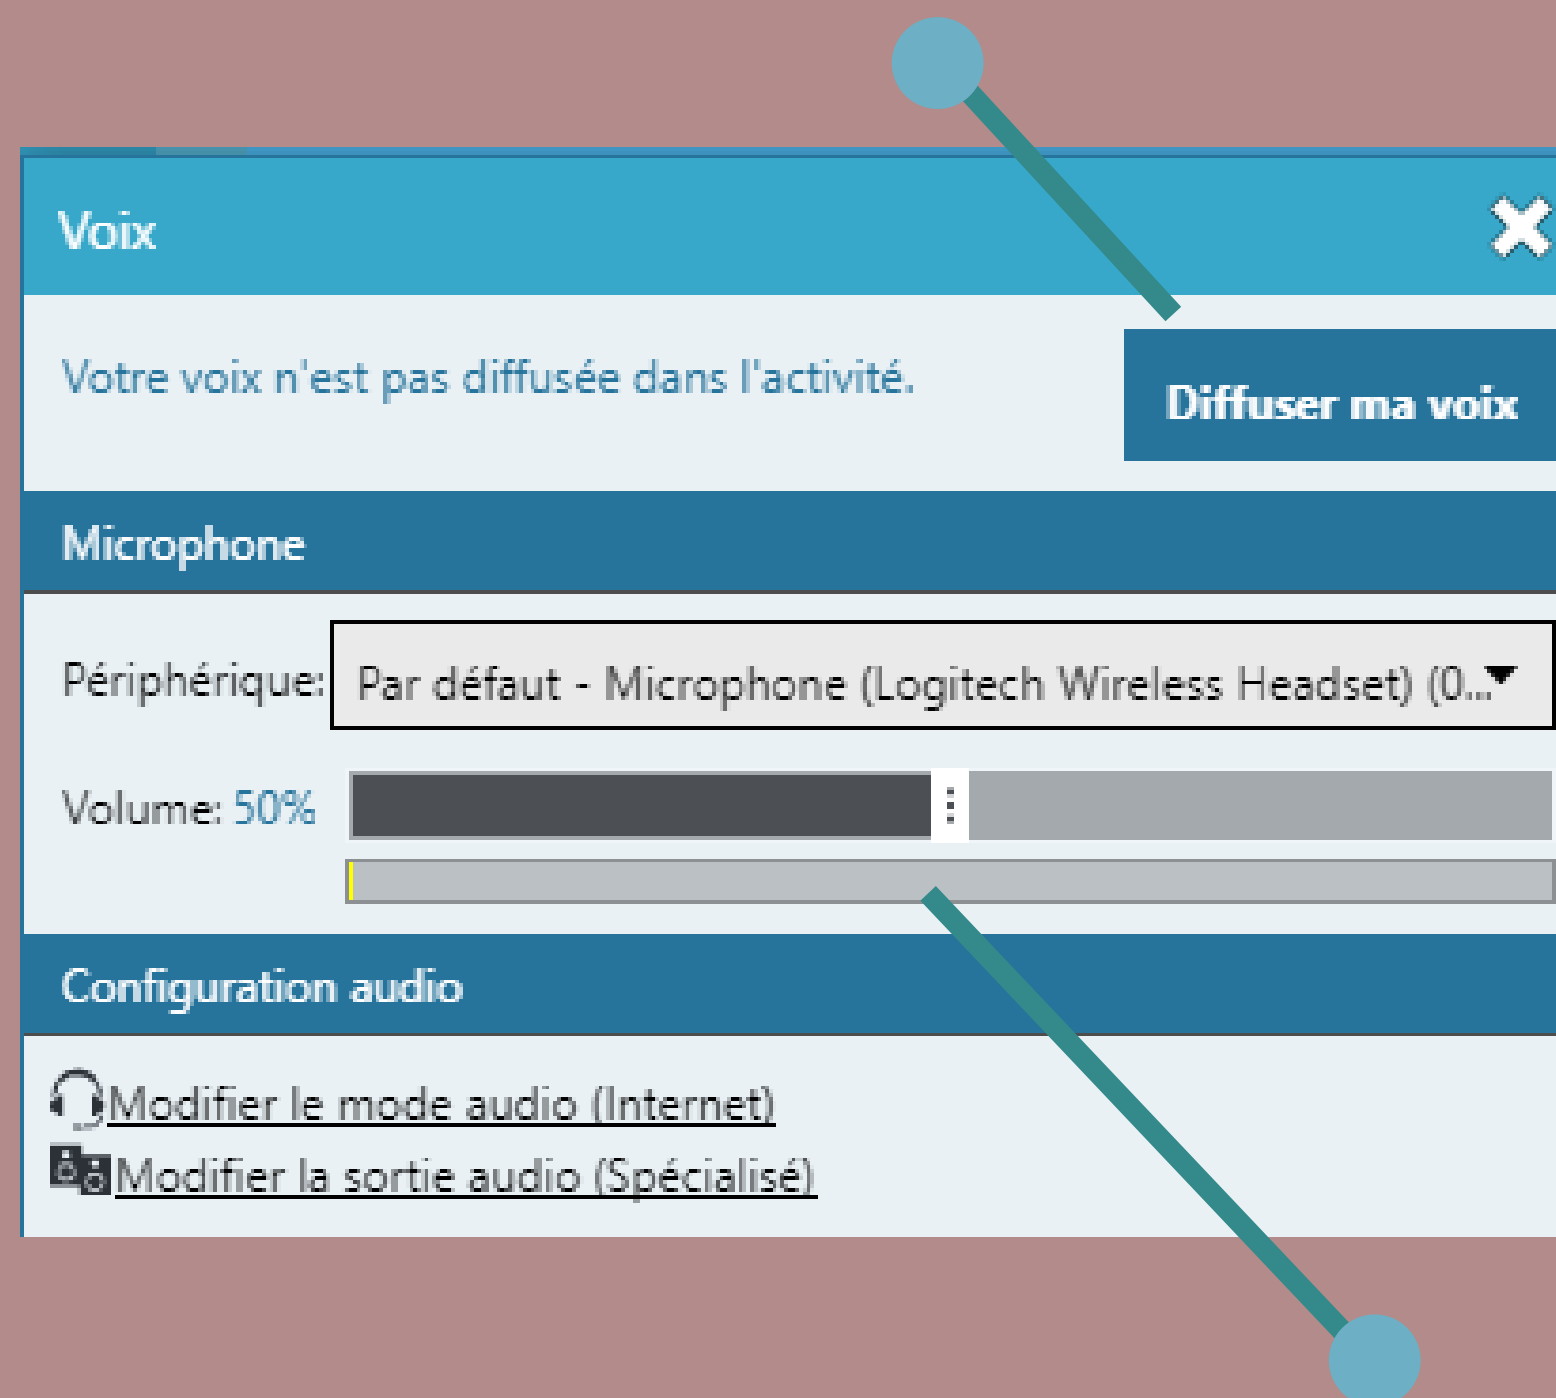 Voix
Votre voix n'est pas diffusée dans l'activité.
Diffuser ma voix
Microphone
Périphérique: Par défaut - Microphone (Logitech Wireless Headset) (0...
Volume: 50%
Configuration audio
Modifier le mode audio (Internet)
Modifier la sortie audio (Spécialisé)